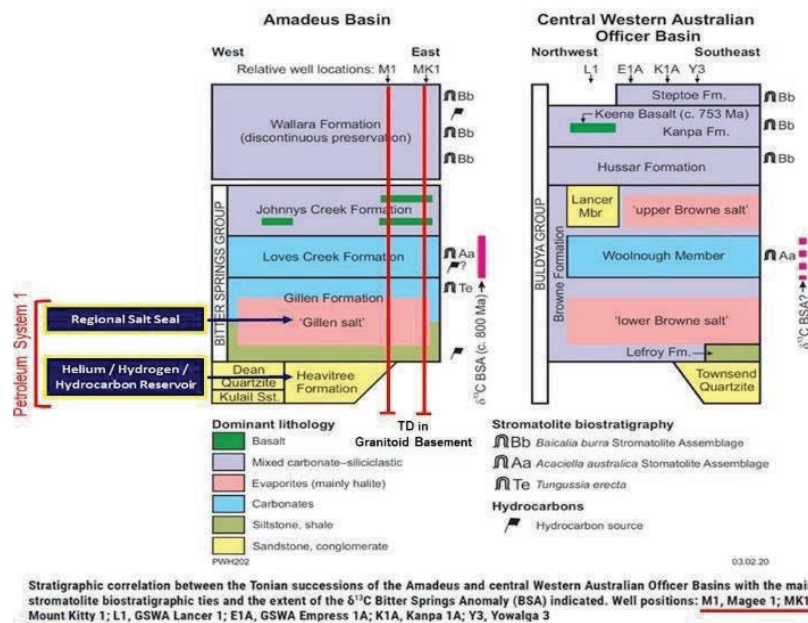 Amadeus Basin
West
East
Relative well locations: M1
MK1
Wallara Formation
(discontinuous preservation)
Bb
Bb
Bb
BITTER SPRINGS GROUP
Johnnys Creek Formation
Loves Creek Formation
Aa
?
Gillen Formation
Te
'Gillen salt'
Dean
Quartzite
Kulail Sst.
Heavitree
Formation
δ¹³C BSA (c. 800 Ma)
Petroleum System 1
Regional Salt Seal
Helium / Hydrogen /
Hydrocarbon Reservoir
TD in
Granitoid Basement
Central Western Australian
Officer Basin
Northwest
Southeast
L1
E1A
K1A
Y3
BULDYA GROUP
Steptoe Fm.
Bb
Keene Basalt (c. 753 Ma)
Kanpa Fm.
Bb
Hussar Formation
Bb
Browne Formation
Lancer
Mbr
'upper Browne salt'
Woolnough Member
Aa
'lower Browne salt'
Lefroy Fm.
Townsend
Quartzite
δ¹³C BSA?
Dominant lithology
Basalt
Mixed carbonate–siliciclastic
Evaporites (mainly halite)
Carbonates
Siltstone, shale
Sandstone, conglomerate
PWH202
Stromatolite biostratigraphy
Bb Baicalia burra Stromatolite Assemblage
Aa Acaciella australica Stomatolite Assemblage
Te Tungussia erecta
Hydrocarbons
Hydrocarbon source
03.02.20
Stratigraphic correlation between the Tonian successions of the Amadeus and central Western Australian Officer Basins with the mai
stromatolite biostratigraphic ties and the extent of the δ¹³C Bitter Springs Anomaly (BSA) indicated. Well positions: M1, Magee 1; MK1
Mount Kitty 1; L1, GSWA Lancer 1; E1A, GSWA Empress 1A; K1A, Kanpa 1A; Y3, Yowalga 3